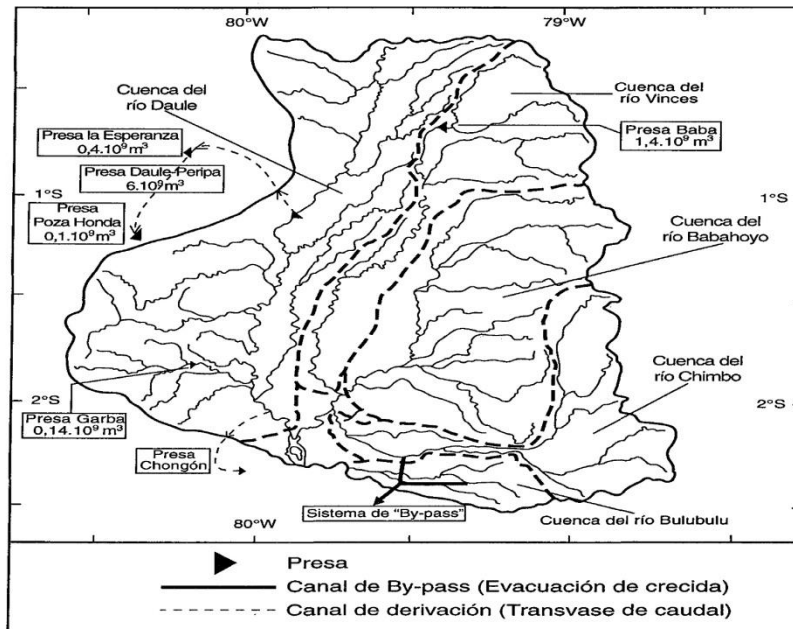 80°W
79°W
Cuenca del
río Daule
Cuenca del
río Vinces
Presa la Esperanza
0,4.10⁹m³
Presa Baba
1,4.10⁹ m³
Presa Daule-Peripa
6.10⁹m³
1°S
1°S
Presa
Poza Honda
0,1.10⁹m³
Cuenca del
río Babahoyo
Cuenca del
río Chimbo
2°S
2°S
Presa Garba
0,14.10⁹m³
Presa
Chongón
Sistema de "By-pass"
80°W
Cuenca del río Bulubulu
Presa
Canal de By-pass (Evacuación de crecida)
Canal de derivación (Transvase de caudal)